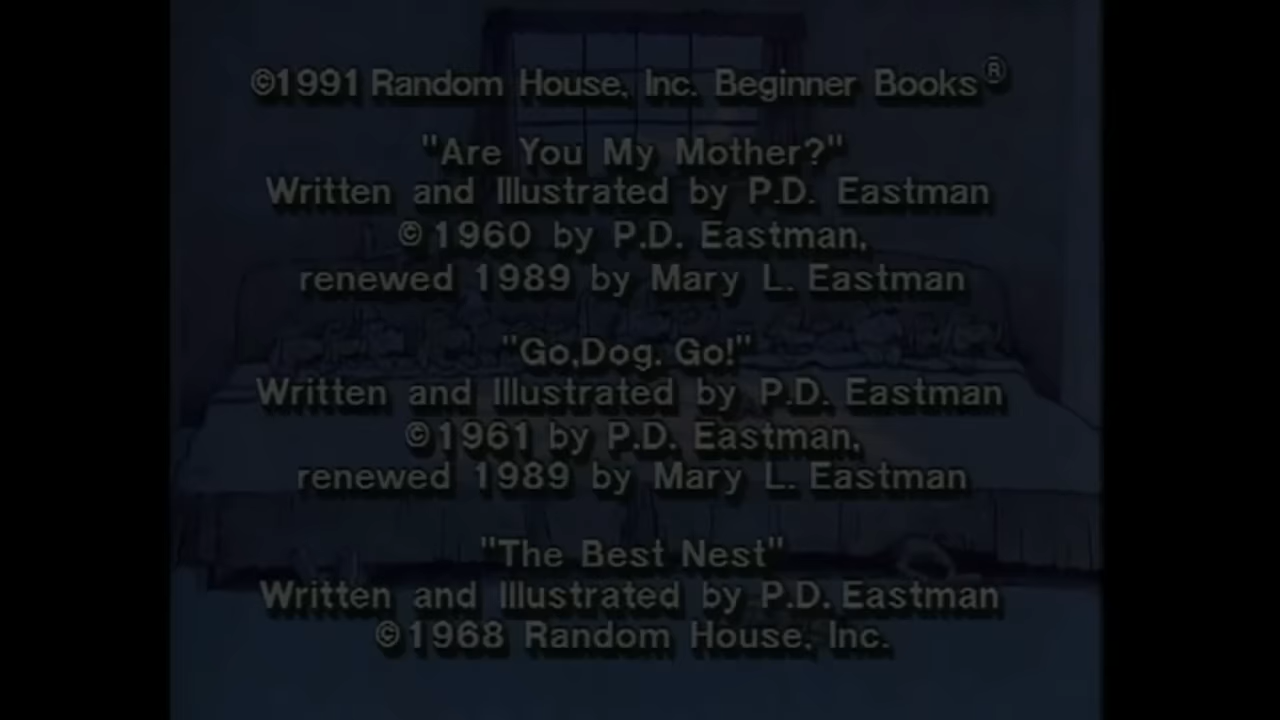 ©1991 Random House, Inc. Beginner Books®
"Are You My Mother?"
Written and Illustrated by P.D. Eastman
© 1960 by P.D. Eastman,
renewed 1989 by Mary L. Eastman
"Go,Dog. Go!"
Written and Illustrated by P.D. Eastman
©1961 by P.D. Eastman,
renewed 1989 by Mary L. Eastman
"The Best Nest"
Written and Illustrated by P.D. Eastman
©1968 Random House, Inc.